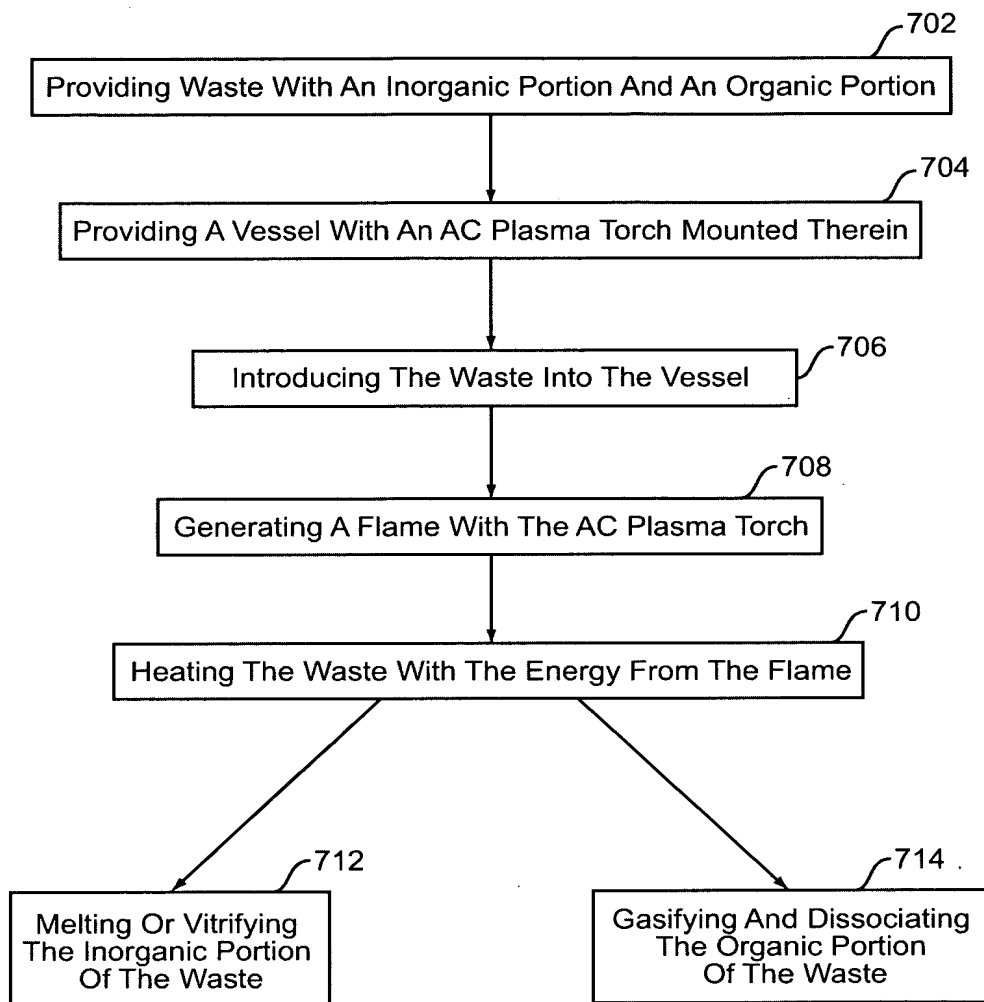 702
Providing Waste With An Inorganic Portion And An Organic Portion
704
Providing A Vessel With An AC Plasma Torch Mounted Therein
706
Introducing The Waste Into The Vessel
708
Generating A Flame With The AC Plasma Torch
710
Heating The Waste With The Energy From The Flame
712
Melting Or Vitrifying
The Inorganic Portion
Of The Waste
714
Gasifying And Dissociating
The Organic Portion
Of The Waste